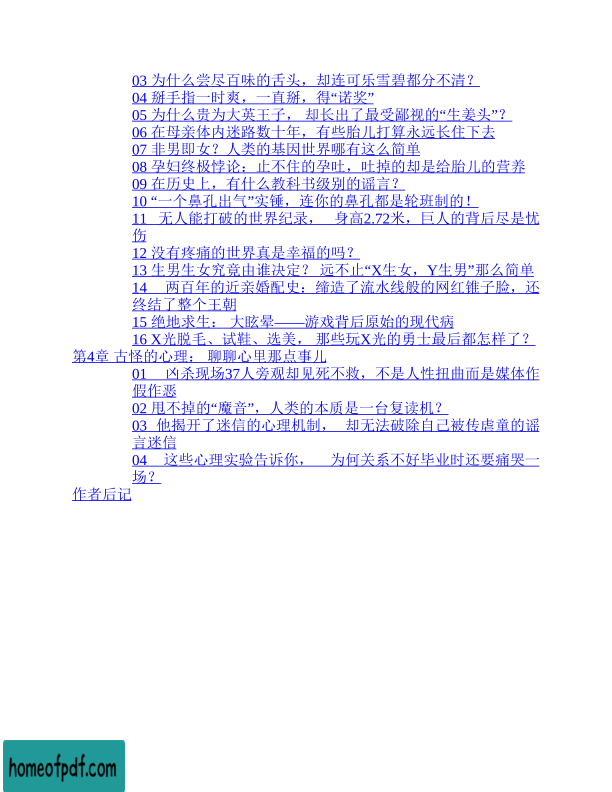 03 为什么尝尽百味的舌头，却连可乐雪碧都分不清？
04 掰手指一时爽，一直掰，得“诺奖”
05 为什么贵为大英王子， 却长出了最受鄙视的“生姜头”？
06 在母亲体内迷路数十年，有些胎儿打算永远长住下去
07 非男即女？人类的基因世界哪有这么简单
08 孕妇终极悖论：止不住的孕吐，吐掉的却是给胎儿的营养
09 在历史上，有什么教科书级别的谣言？
10 “一个鼻孔出气”实锤，连你的鼻孔都是轮班制的！
11 无人能打破的世界纪录， 身高2.72米，巨人的背后尽是忧
伤
12 没有疼痛的世界真是幸福的吗？
13 生男生女究竟由谁决定？ 远不止“X生女，Y生男”那么简单
14 两百年的近亲婚配史：缔造了流水线般的网红锥子脸，还
终结了整个王朝
15 绝地求生： 大眩晕——游戏背后原始的现代病
16 X光脱毛、试鞋、选美， 那些玩X光的勇士最后都怎样了？
第4章 古怪的心理： 聊聊心里那点事儿
01 凶杀现场37人旁观却见死不救，不是人性扭曲而是媒体作
假作恶
02 甩不掉的“魔音”，人类的本质是一台复读机？
03 他揭开了迷信的心理机制， 却无法破除自己被传虐童的谣
言迷信
04 这些心理实验告诉你， 为何关系不好毕业时还要痛哭一
场？
作者后记
homeofpdf.com